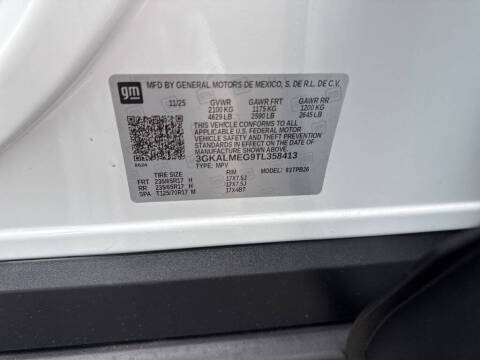 gm
MFD BY GENERAL MOTORS DE MEXICO, S. DE R.L. DE C.V.
11/25 GVWR GAWR FRT GAWR RR
2100 KG 1175 KG 1200 KG
4629 LB 2590 LB 2645 LB
THIS VEHICLE CONFORMS TO ALL
APPLICABLE U.S. FEDERAL MOTOR
VEHICLE SAFETY AND THEFT PREVENTION
STANDARDS IN EFFECT ON THE DATE OF
MANUFACTURE SHOWN ABOVE.
3GKALMEG9TL358413
TYPE: MPV MODEL:
TIRE SIZE RIM
FRT 235/65R17 H 17X7.5J
RR 235/65R17 H 17X7.5J
SPA T125/70R17 M 17X4BT